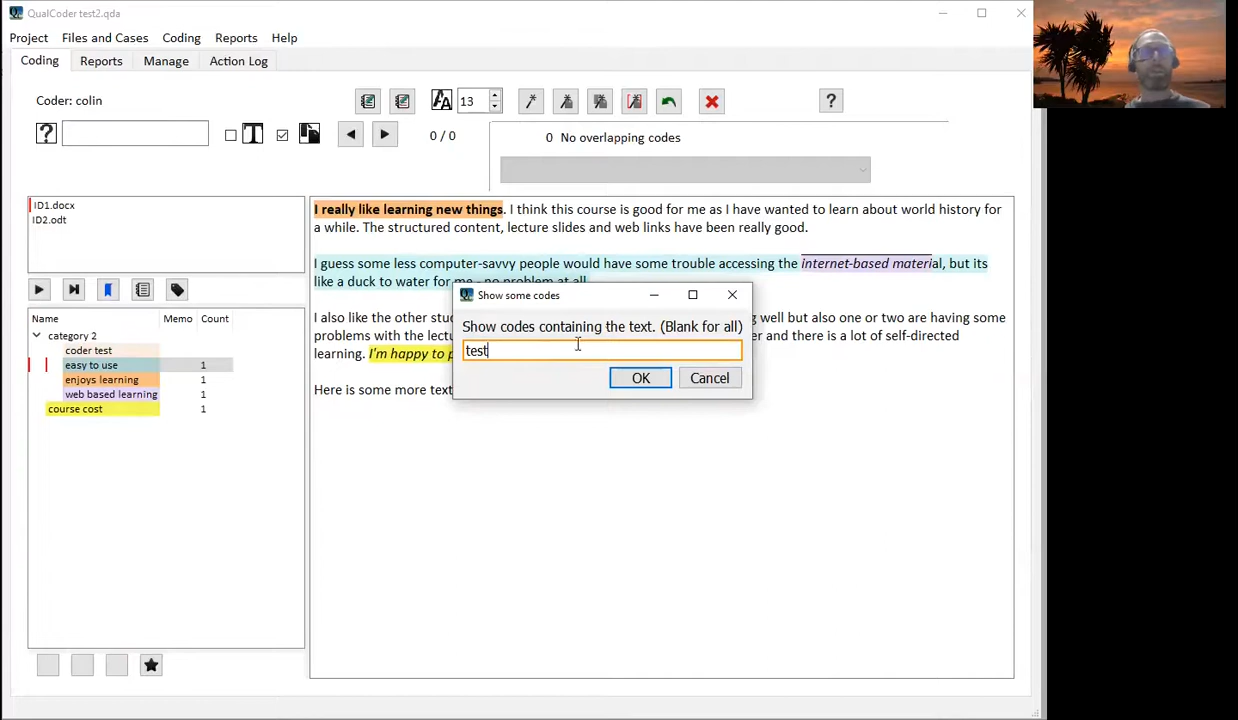 QualCoder test2.qda
Project Files and Cases Coding Reports Help
Coding Reports Manage Action Log
Coder: colin
13
?
?
T
0 / 0
0 No overlapping codes
ID1.docx
ID2.odt
I really like learning new things. I think this course is good for me as I have wanted to learn about world history for
a while. The structured content, lecture slides and web links have been really good.
I guess some less computer-savvy people would have some trouble accessing the internet-based material, but its
like a duck to water for me - no problem at all
I also like the other stu
g well but also one or two are having some
problems with the lectu
er and there is a lot of self-directed
learning. I'm happy to p
Here is some more text
Show some codes
Show codes containing the text. (Blank for all)
test
OK Cancel
Name Memo Count
category 2
coder test
easy to use 1
enjoys learning 1
web based learning 1
course cost 1